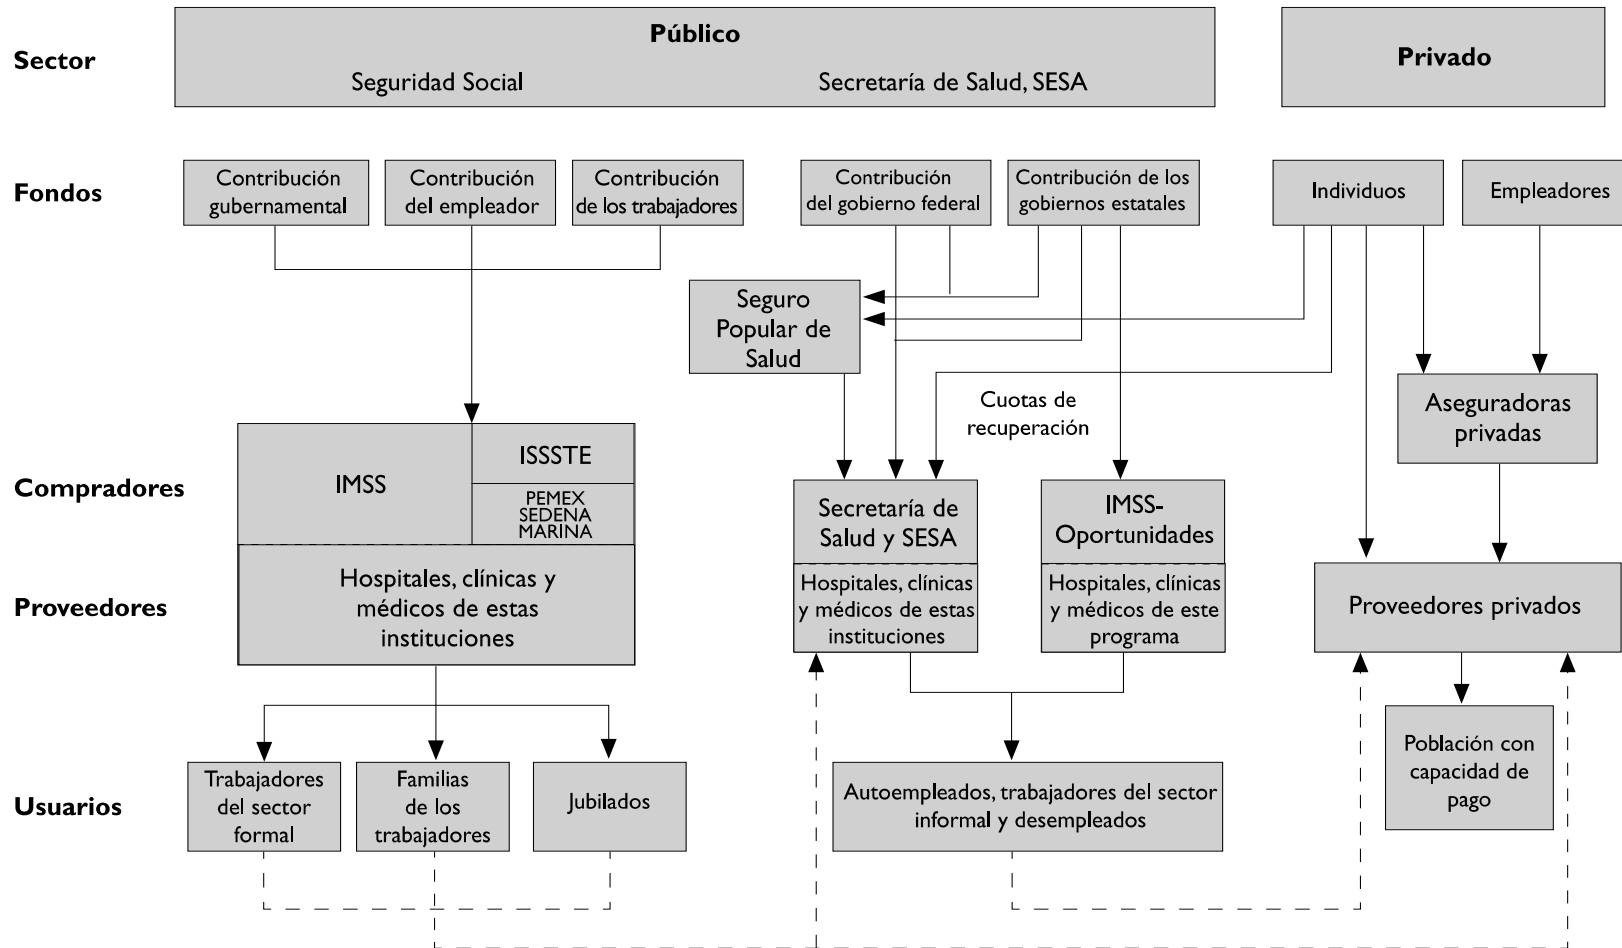 Sector
Público
Seguridad Social
Secretaría de Salud, SESA
Privado
Fondos
Contribución
gubernamental
Contribución
del empleador
Contribución
de los trabajadores
Contribución
del gobierno federal
Contribución de los
gobiernos estatales
Individuos
Empleadores
Seguro
Popular de
Salud
Cuotas de
recuperación
Aseguradoras
privadas
Compradores
IMSS
ISSSTE
PEMEX
SEDENA
MARINA
Secretaría de
Salud y SESA
IMSS-
Oportunidades
Proveedores
Hospitales, clínicas y
médicos de estas
instituciones
Hospitales, clínicas
y médicos de estas
instituciones
Hospitales, clínicas
y médicos de este
programa
Proveedores privados
Usuarios
Trabajadores
del sector
formal
Familias
de los
trabajadores
Jubilados
Autoempleados, trabajadores del sector
informal y desempleados
Población con
capacidad de
pago